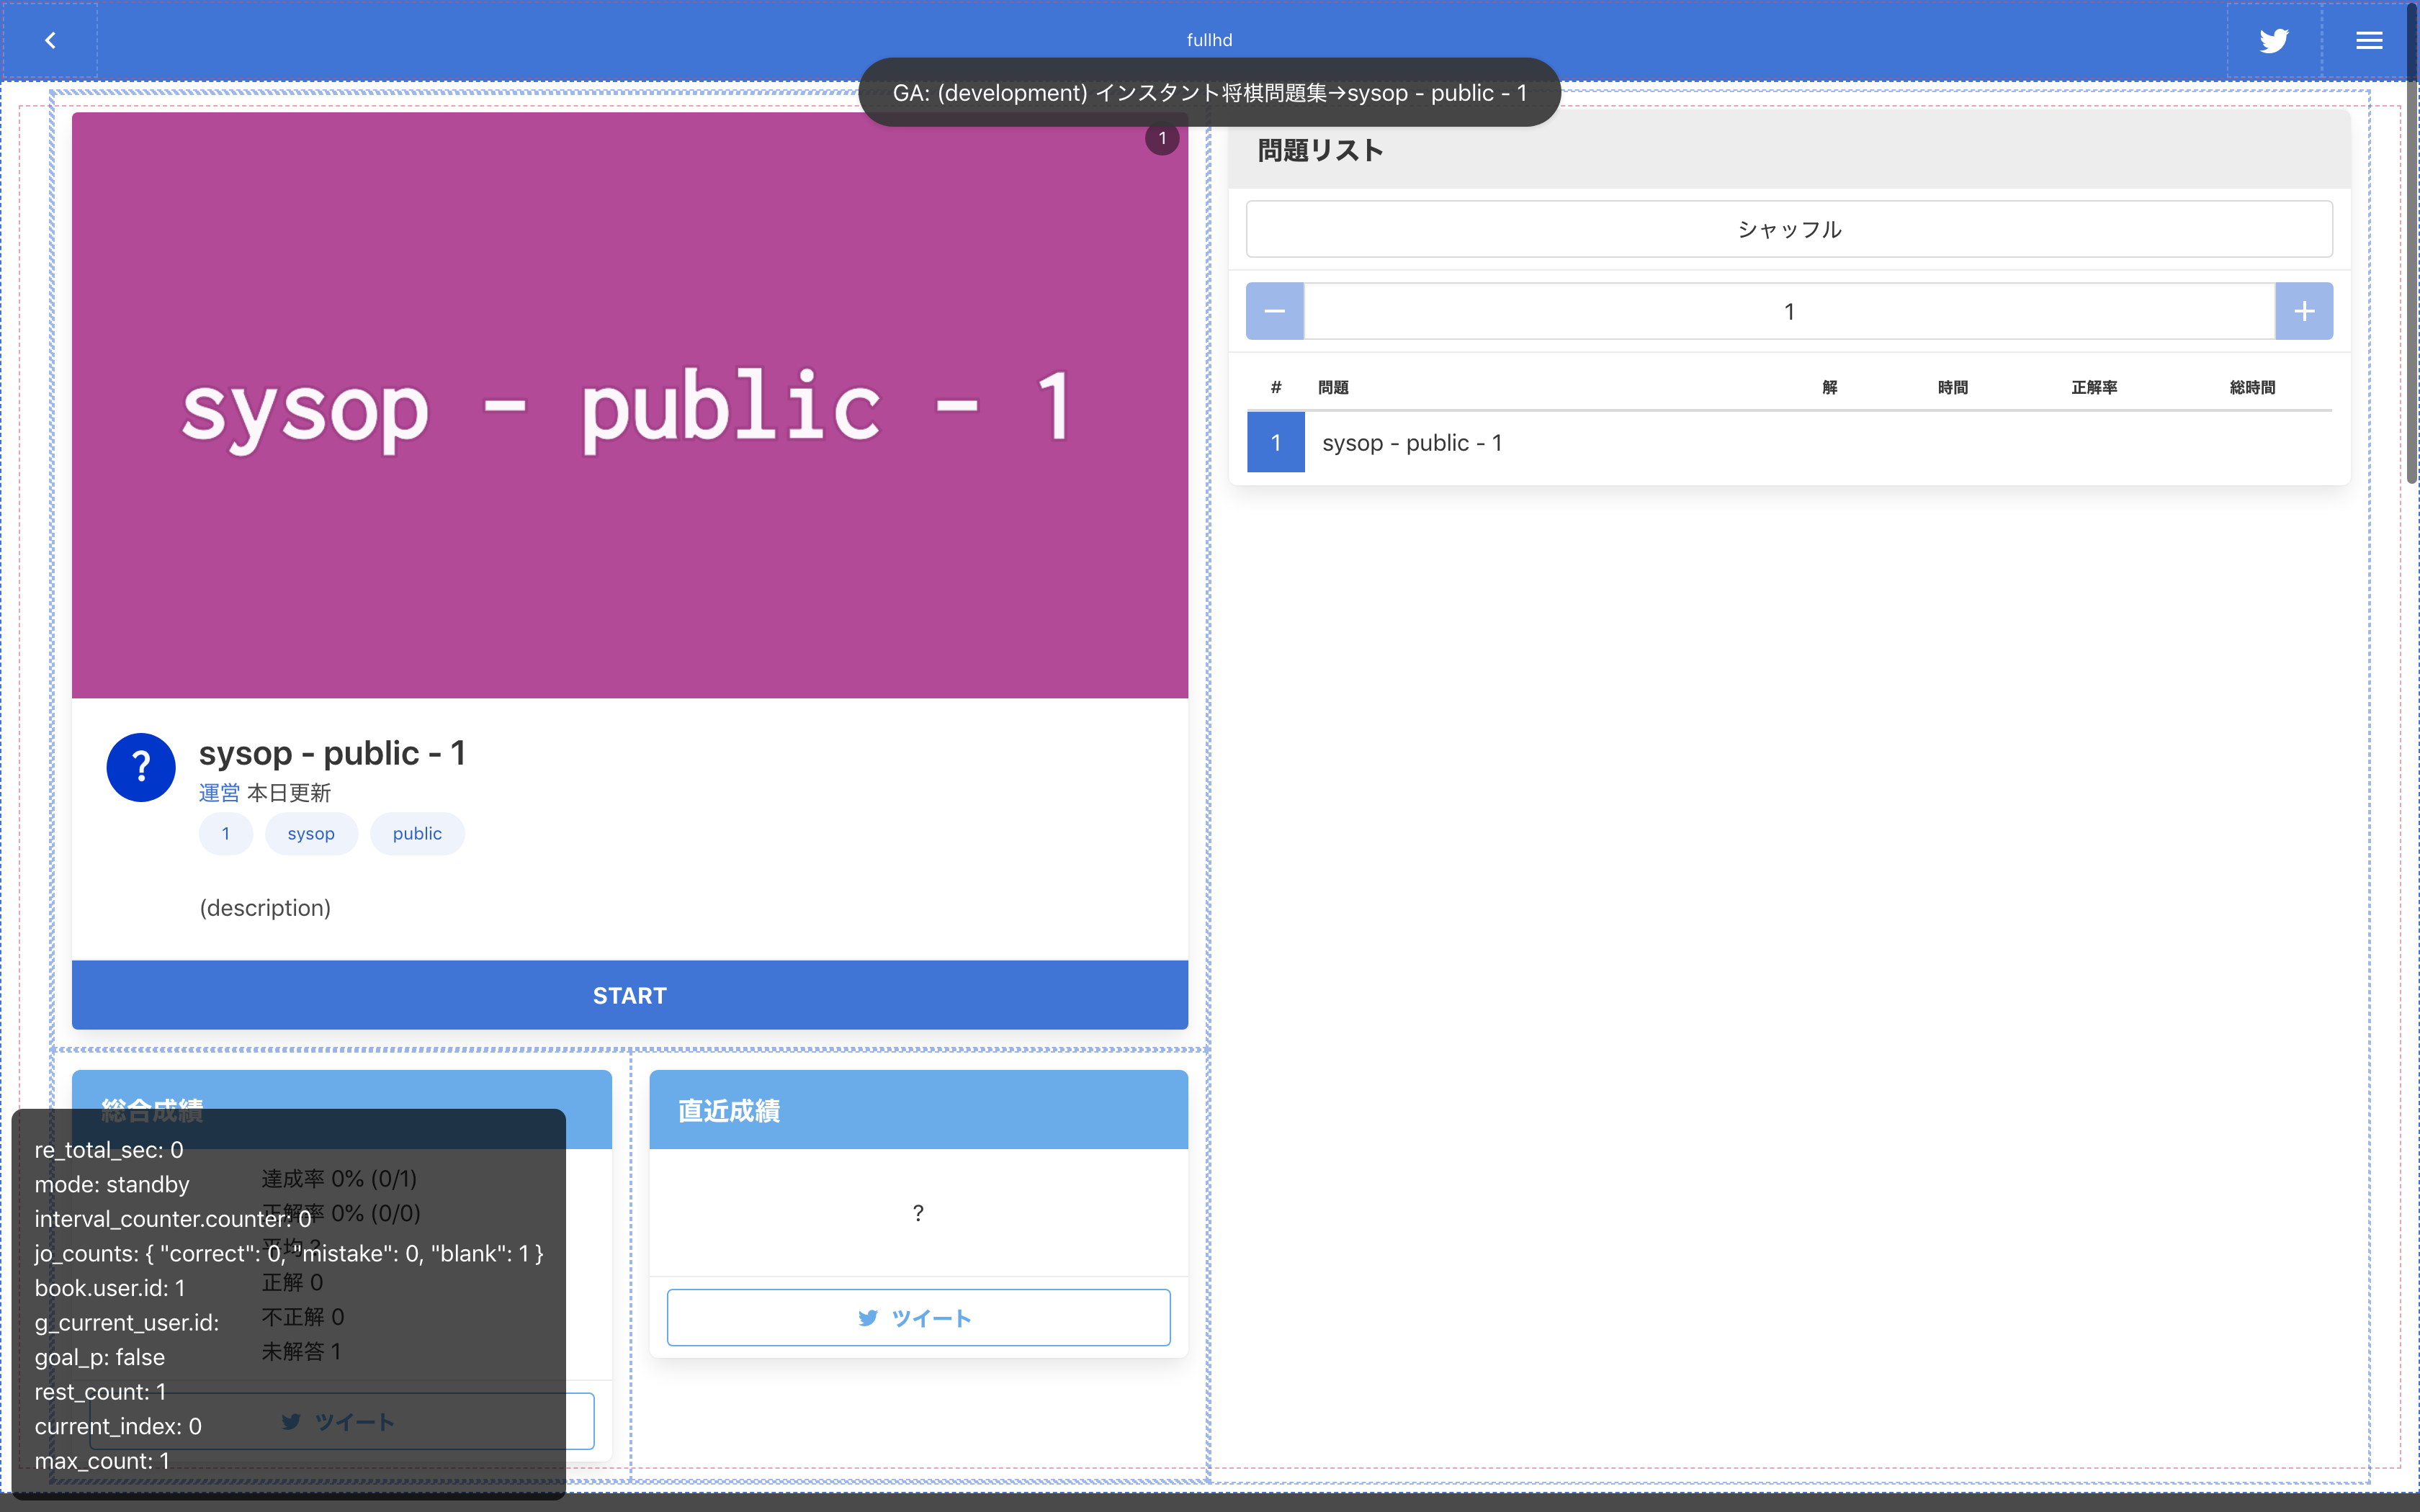 fullhd
GA: (development) インスタント将棋問題集→sysop - public - 1
1
sysop - public - 1
?
sysop - public - 1
運営 本日更新
1 sysop public
(description)
START
総合成績
達成率 0% (0/1)
正解率 0% (0/0)
平均 ?
正解 0
不正解 0
未解答 1
ツイート
re_total_sec: 0
mode: standby
interval_counter.counter: 0
jo_counts: { "correct": 0, "mistake": 0, "blank": 1 }
book.user.id: 1
g_current_user.id:
goal_p: false
rest_count: 1
current_index: 0
max_count: 1
直近成績
?
ツイート
問題リスト
シャッフル
1
# 問題 解 時間 正解率 総時間
1 sysop - public - 1